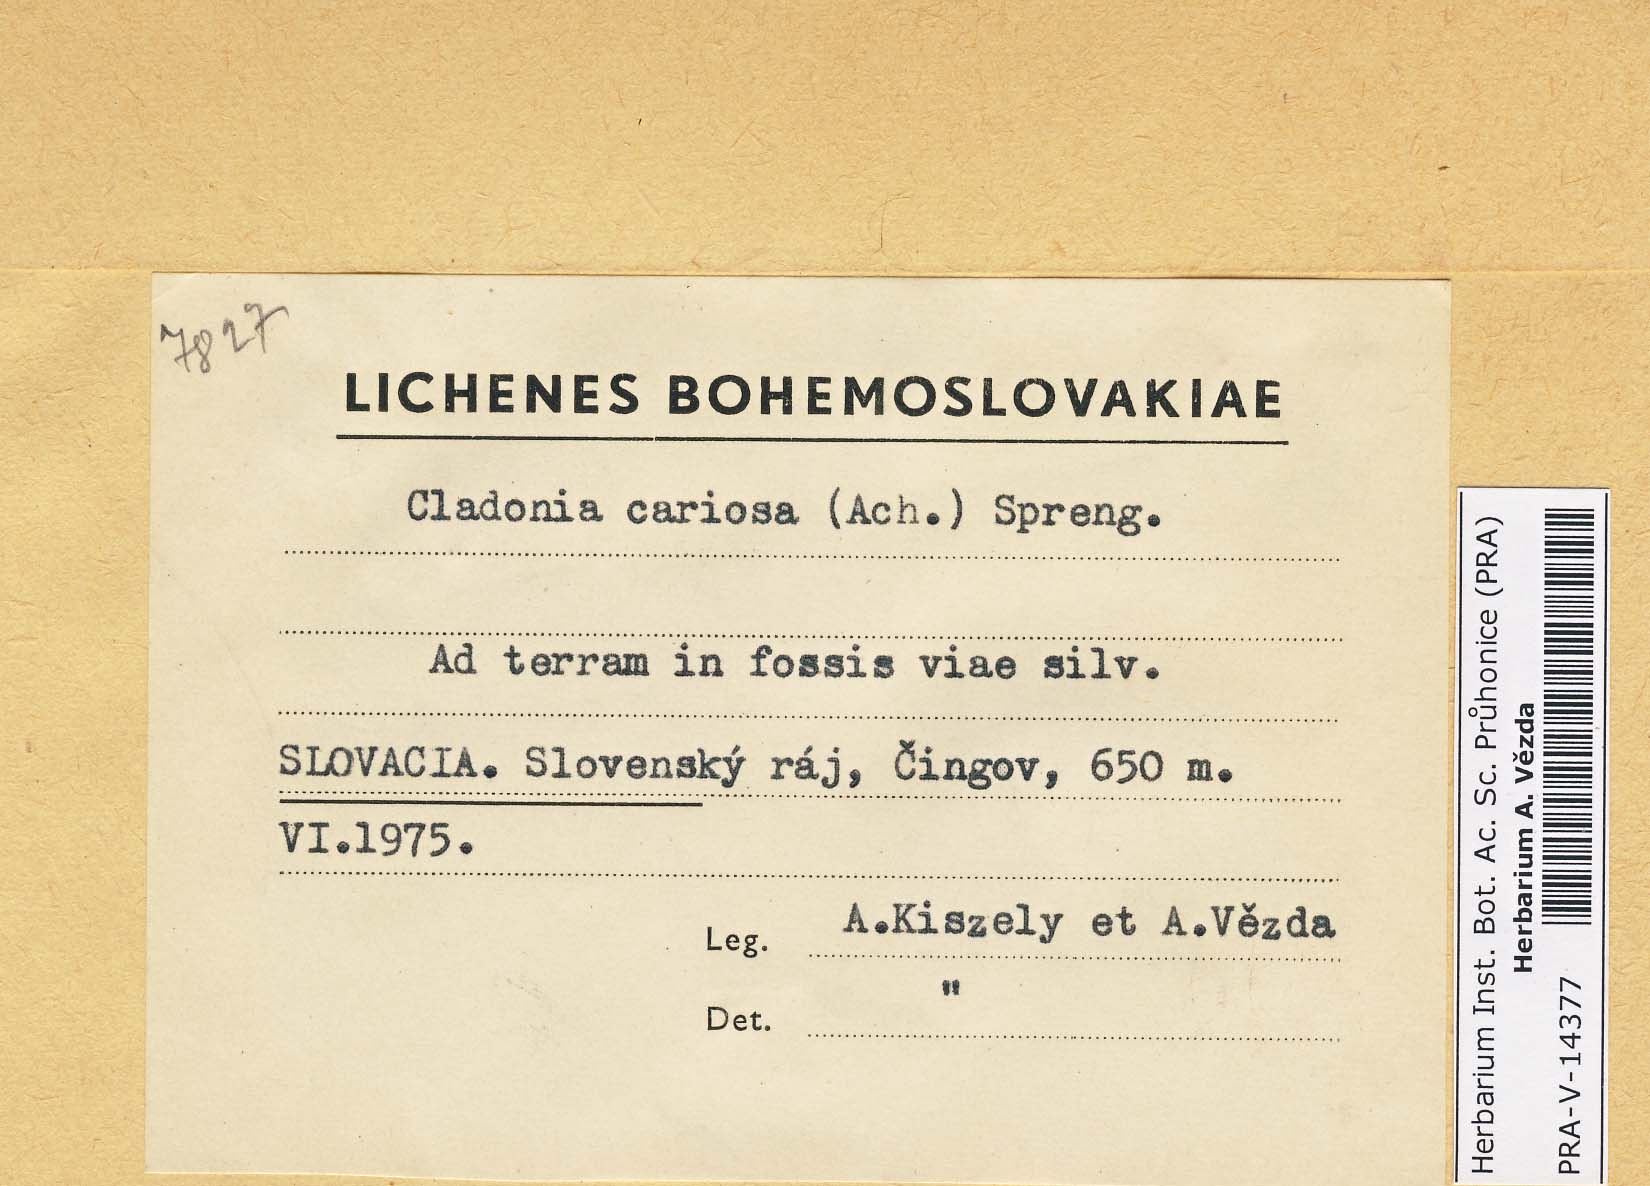 7827
LICHENES BOHEMOSLOVAKIAE
Cladonia cariosa (Ach.) Spreng.
Ad terram in fossis viae silv.
SLOVACIA. Slovenský ráj, Čingov, 650 m.
VI.1975.
Leg. A.Kiszely et A.Vězda
Det. "
Herbarium Inst. Bot. Ac. Sc. Průhonice (PRA)
Herbarium A. Vězda
PRA-V-14377